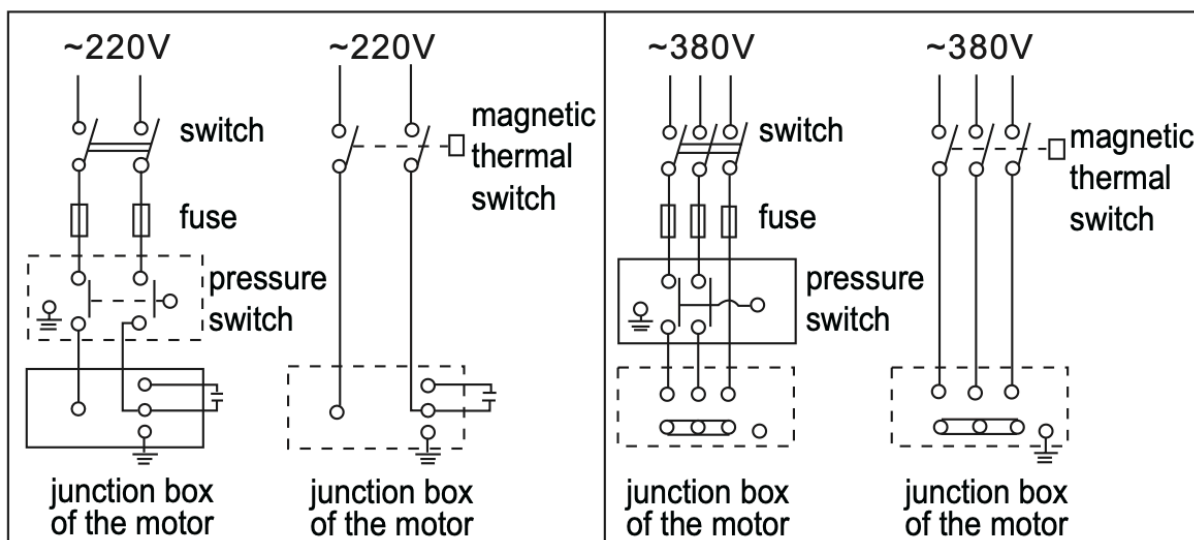 ~220V
switch
fuse
pressure
switch
junction box
of the motor
~220V
magnetic
thermal
switch
junction box
of the motor
~380V
switch
fuse
pressure
switch
junction box
of the motor
~380V
magnetic
thermal
switch
junction box
of the motor